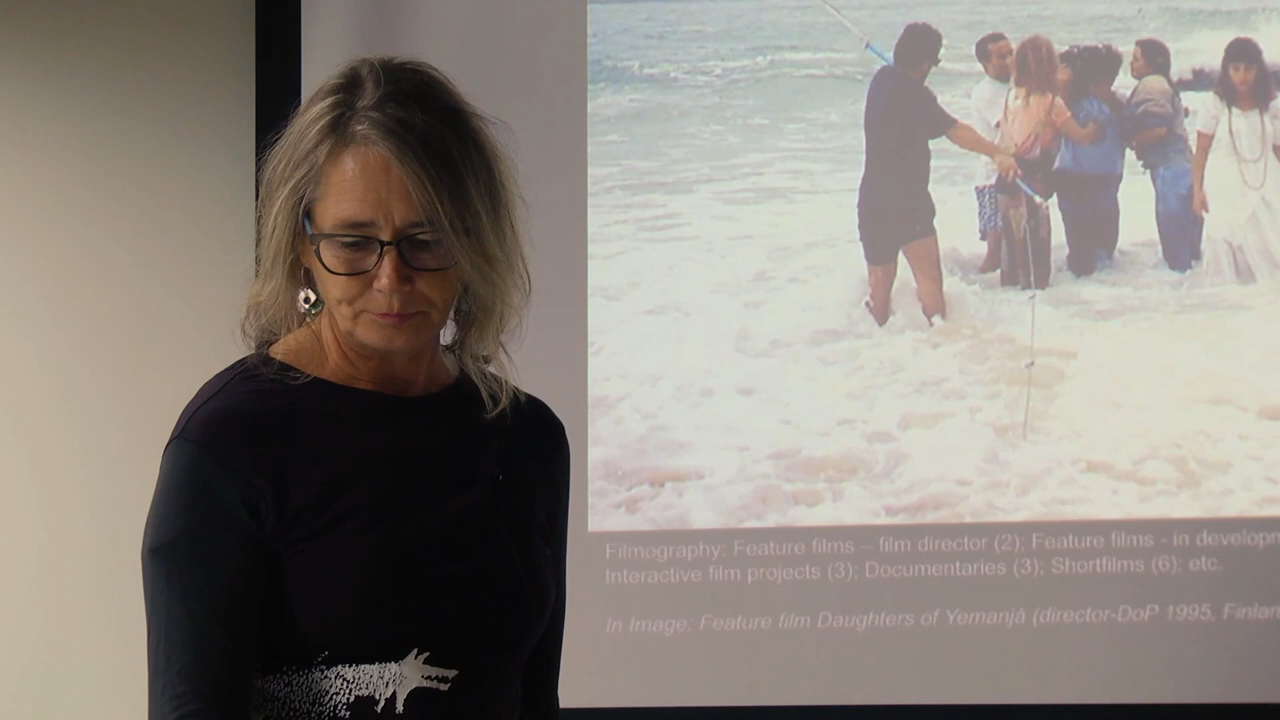 Filmography: Feature films – film director (2); Feature films - in developm
Interactive film projects (3); Documentaries (3); Shortfilms (6); etc.
In Image: Feature film Daughters of Yemanjá (director-DoP 1995, Finlan